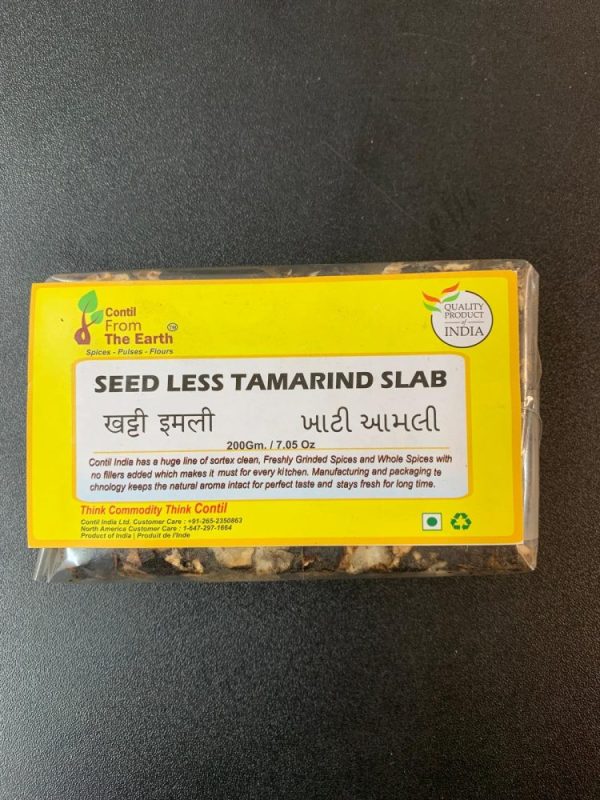 Contil
From
The Earth
TM
Spices - Pulses - Flours
QUALITY
PRODUCT
of
INDIA
SEED LESS TAMARIND SLAB
खट्टी इमली
ખાટી આમલી
200Gm. / 7.05 Oz
Contil India has a huge line of sortex clean, Freshly Grinded Spices and Whole Spices with
no fillers added which makes it must for every kitchen. Manufacturing and packaging te
chnology keeps the natural aroma intact for perfect taste and stays fresh for long time.
Think Commodity Think Contil
Contil India Ltd. Customer Care : +91-265-2350863
North America Customer Care : 1-647-297-1664
Product of India | Produit de l'Inde